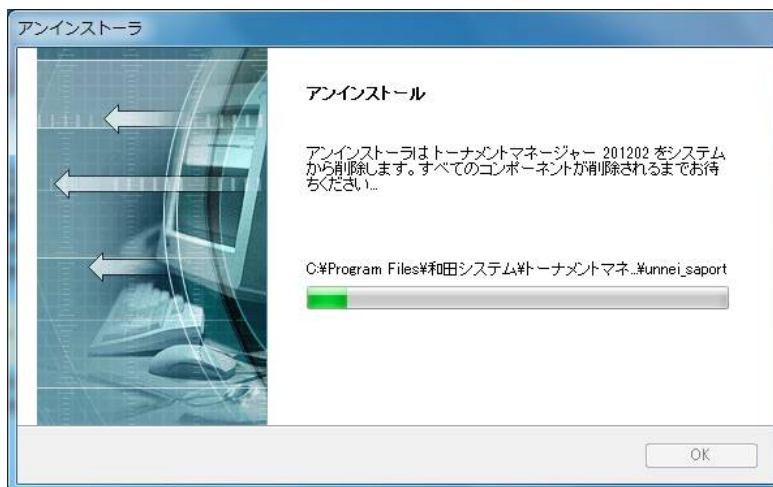 アンインストーラ
アンインストール
アンインストーラはトーナメントマネージャー 201202 をシステム
から削除します。すべてのコンポーネントが削除されるまでお待
ちください...
C:¥Program Files¥和田システム¥トーナメントマネ...¥unnei_saport
OK